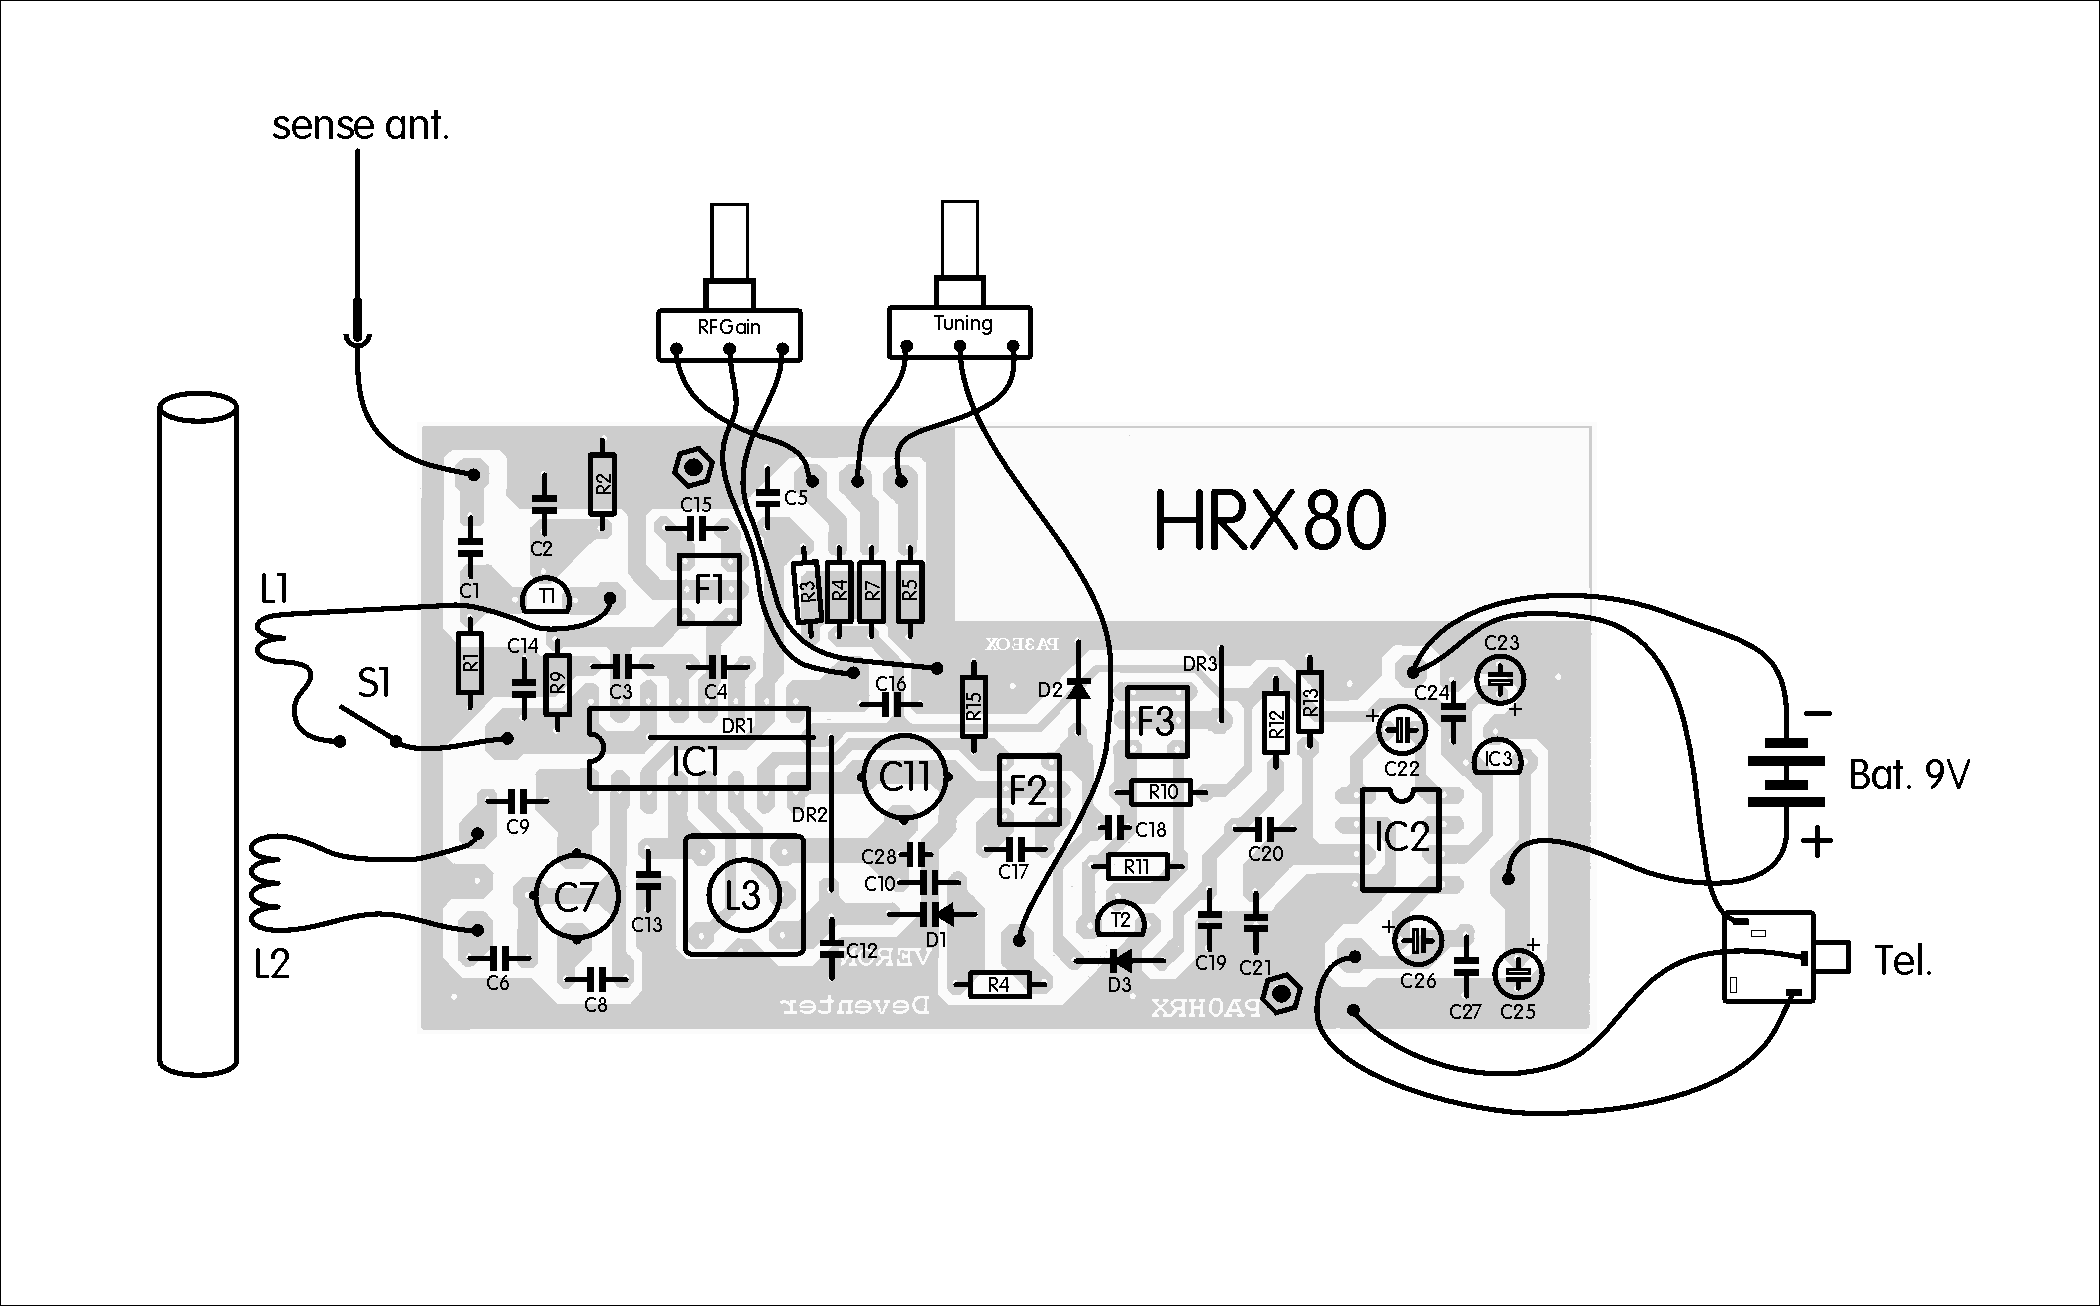 sense ant.
RFGain
Tuning
HRX80
R2
C15
C5
C2
C1
T1
F1
R3
R4
R7
R5
L1
R1
C14
R9
C3
C4
S1
PA3EOX
C16
R15
D2
DR3
F3
R12
R13
C24
C23
+
+
C22
IC3
DR1
IC1
C11
F2
R10
C18
R11
C17
C20
IC2
Bat. 9V
−
+
C9
DR2
C28
C10
D1
C7
C13
L3
C12
T2
D3
C19
C21
+
C26
C27
+
C25
Tel.
L2
C6
C8
R4
VERON
Deventer
PA0HRX